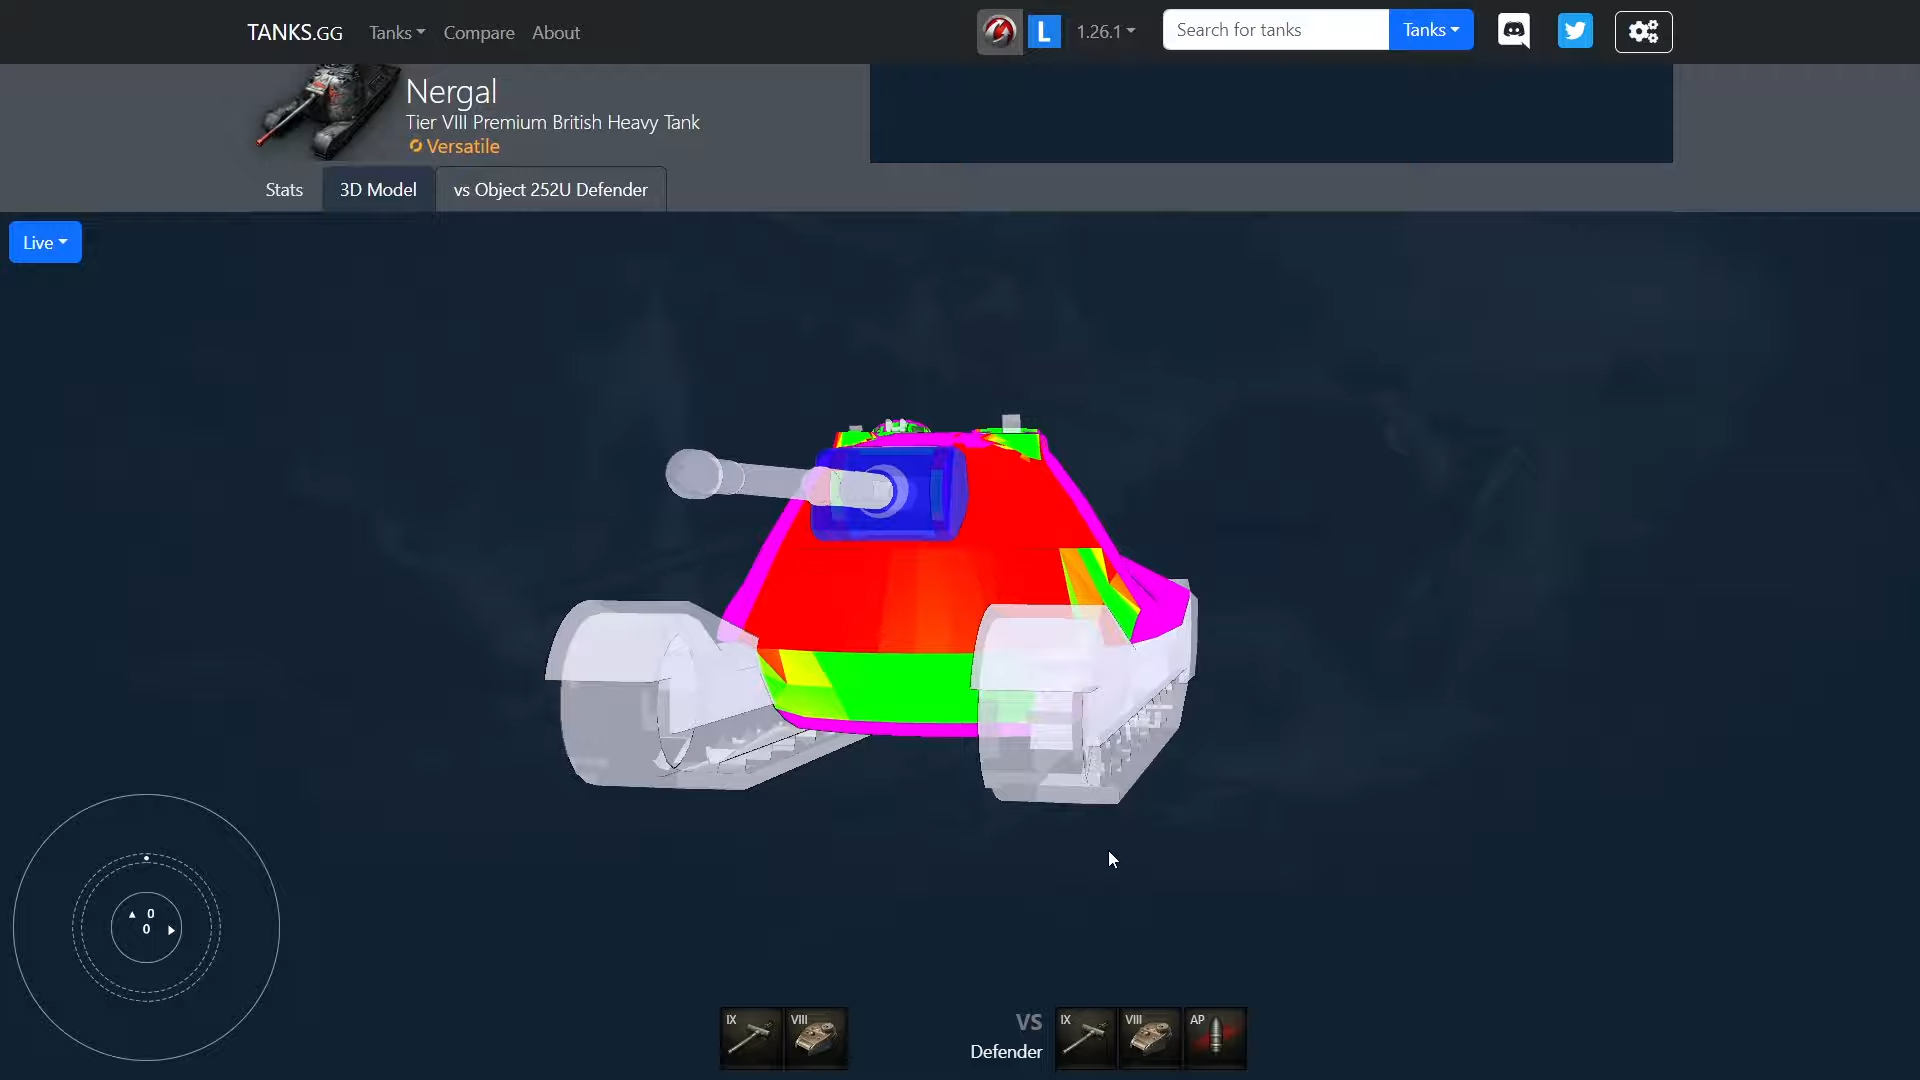 TANKS.GG Tanks Compare About L 1.26.1 Search for tanks Tanks
Nergal
Tier VIII Premium British Heavy Tank
Versatile
Stats 3D Model vs Object 252U Defender
Live
0
0
IX VIII VS IX VIII AP
Defender